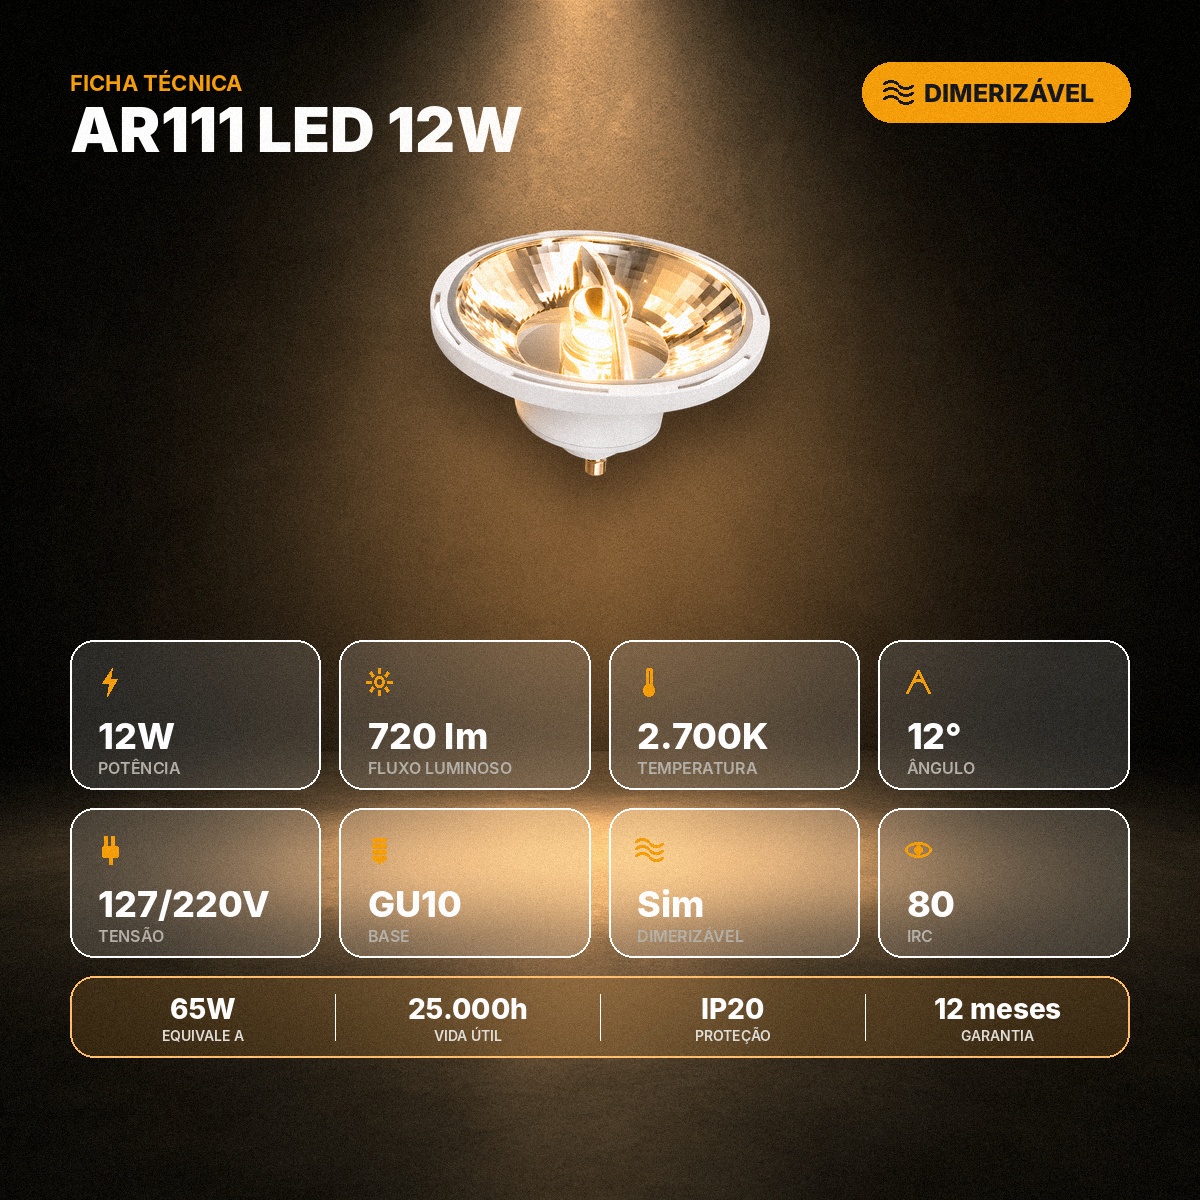 FICHA TÉCNICA
AR111 LED 12W
DIMERIZÁVEL
12W
POTÊNCIA
720 lm
FLUXO LUMINOSO
2.700K
TEMPERATURA
12°
ÂNGULO
127/220V
TENSÃO
GU10
BASE
Sim
DIMERIZÁVEL
80
IRC
65W
EQUIVALE A
25.000h
VIDA ÚTIL
IP20
PROTEÇÃO
12 meses
GARANTIA